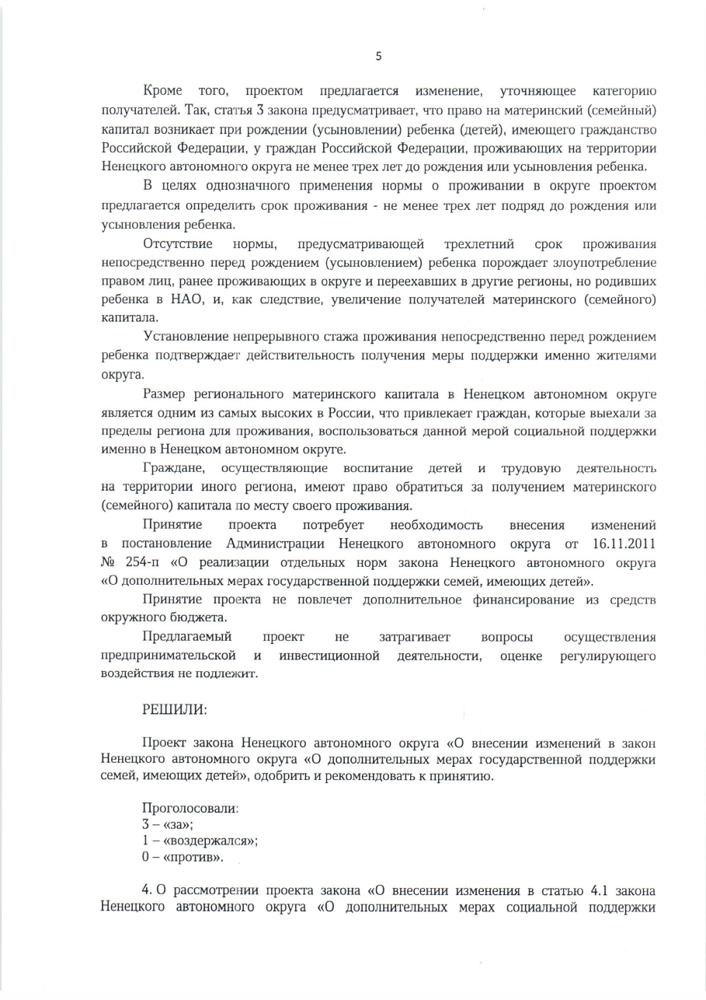 5
Кроме того, проектом предлагается изменение, уточняющее категорию
получателей. Так, статья 3 закона предусматривает, что право на материнский (семейный)
капитал возникает при рождении (усыновлении) ребенка (детей), имеющего гражданство
Российской Федерации, у граждан Российской Федерации, проживающих на территории
Ненецкого автономного округа не менее трех лет до рождения или усыновления ребенка.
В целях однозначного применения нормы о проживании в округе проектом
предлагается определить срок проживания - не менее трех лет подряд до рождения или
усыновления ребенка.
Отсутствие нормы, предусматривающей трехлетний срок проживания
непосредственно перед рождением (усыновлением) ребенка порождает злоупотребление
правом лиц, ранее проживающих в округе и переехавших в другие регионы, но родивших
ребенка в НАО, и, как следствие, увеличение получателей материнского (семейного)
капитала.
Установление непрерывного стажа проживания непосредственно перед рождением
ребенка подтверждает действительность получения меры поддержки именно жителями
округа.
Размер регионального материнского капитала в Ненецком автономном округе
является одним из самых высоких в России, что привлекает граждан, которые выехали за
пределы региона для проживания, воспользоваться данной мерой социальной поддержки
именно в Ненецком автономном округе.
Граждане, осуществляющие воспитание детей и трудовую деятельность
на территории иного региона, имеют право обратиться за получением материнского
(семейного) капитала по месту своего проживания.
Принятие проекта потребует необходимость внесения изменений
в постановление Администрации Ненецкого автономного округа от 16.11.2011
№ 254-п «О реализации отдельных норм закона Ненецкого автономного округа
«О дополнительных мерах государственной поддержки семей, имеющих детей».
Принятие проекта не повлечет дополнительное финансирование из средств
окружного бюджета.
Предлагаемый проект не затрагивает вопросы осуществления
предпринимательской и инвестиционной деятельности, оценке регулирующего
воздействия не подлежит.
РЕШИЛИ:
Проект закона Ненецкого автономного округа «О внесении изменений в закон
Ненецкого автономного округа «О дополнительных мерах государственной поддержки
семей, имеющих детей», одобрить и рекомендовать к принятию.
Проголосовали:
3 – «за»;
1 – «воздержался»;
0 – «против».
4. О рассмотрении проекта закона «О внесении изменения в статью 4.1 закона
Ненецкого автономного округа «О дополнительных мерах социальной поддержки